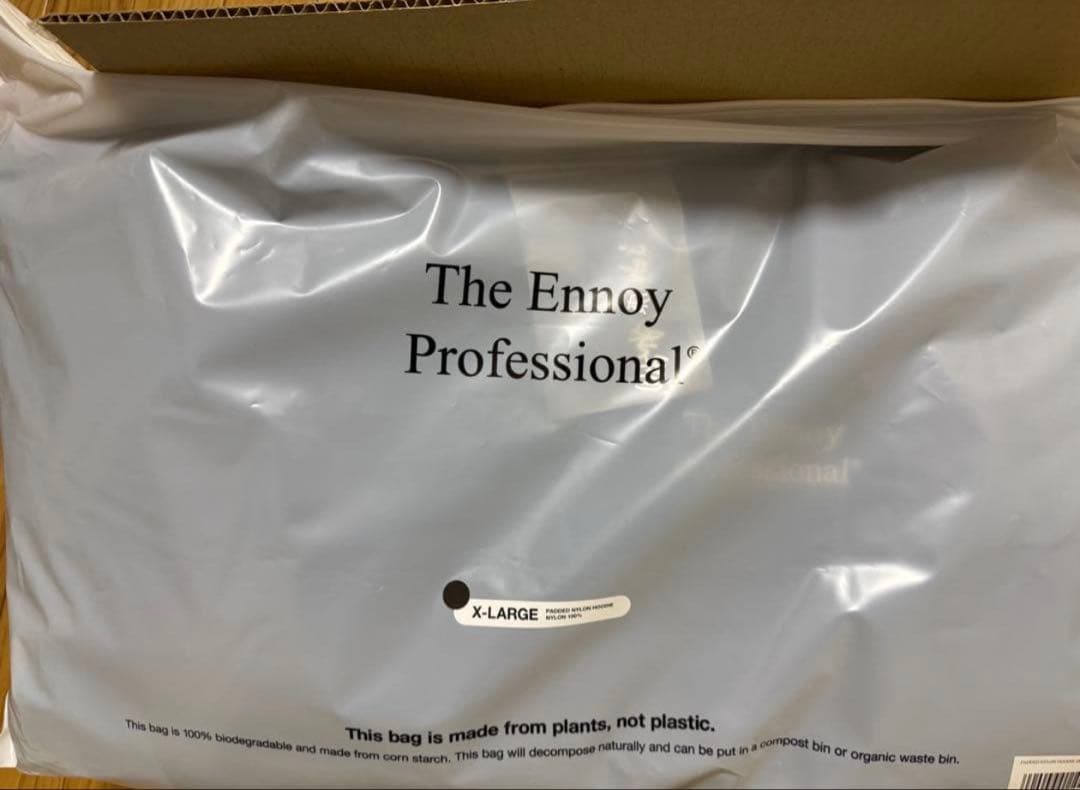 The Ennoy
Professional®
X-LARGE
PADDED NYLON HOODIE
NYLON 100%
This bag is made from plants, not plastic.
This bag is 100% biodegradable and made from corn starch. This bag will decompose naturally and can be put in a compost bin or organic waste bin.